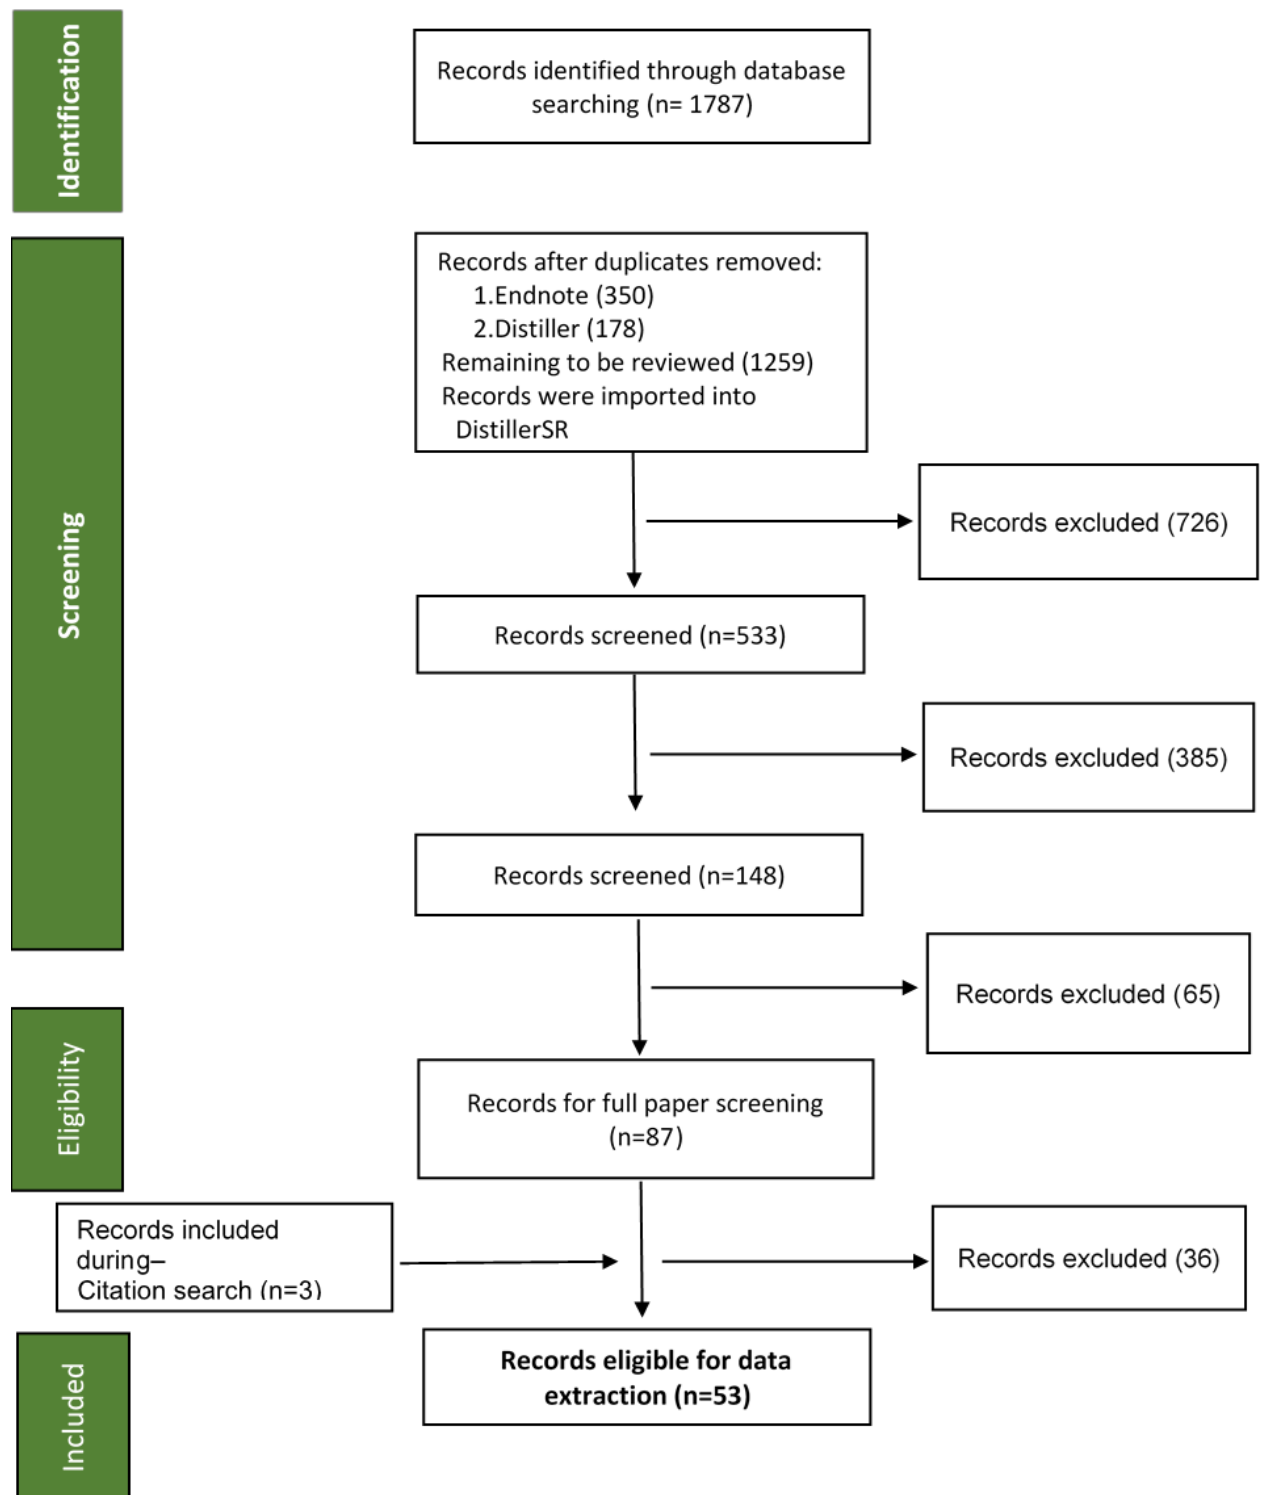 Identification
Records identified through database
searching (n= 1787)
Screening
Records after duplicates removed:
1.Endnote (350)
2.Distiller (178)
Remaining to be reviewed (1259)
Records were imported into
DistillerSR
Records excluded (726)
Records screened (n=533)
Records excluded (385)
Records screened (n=148)
Records excluded (65)
Eligibility
Records for full paper screening
(n=87)
Records included
during–
Citation search (n=3)
Records excluded (36)
Included
Records eligible for data
extraction (n=53)